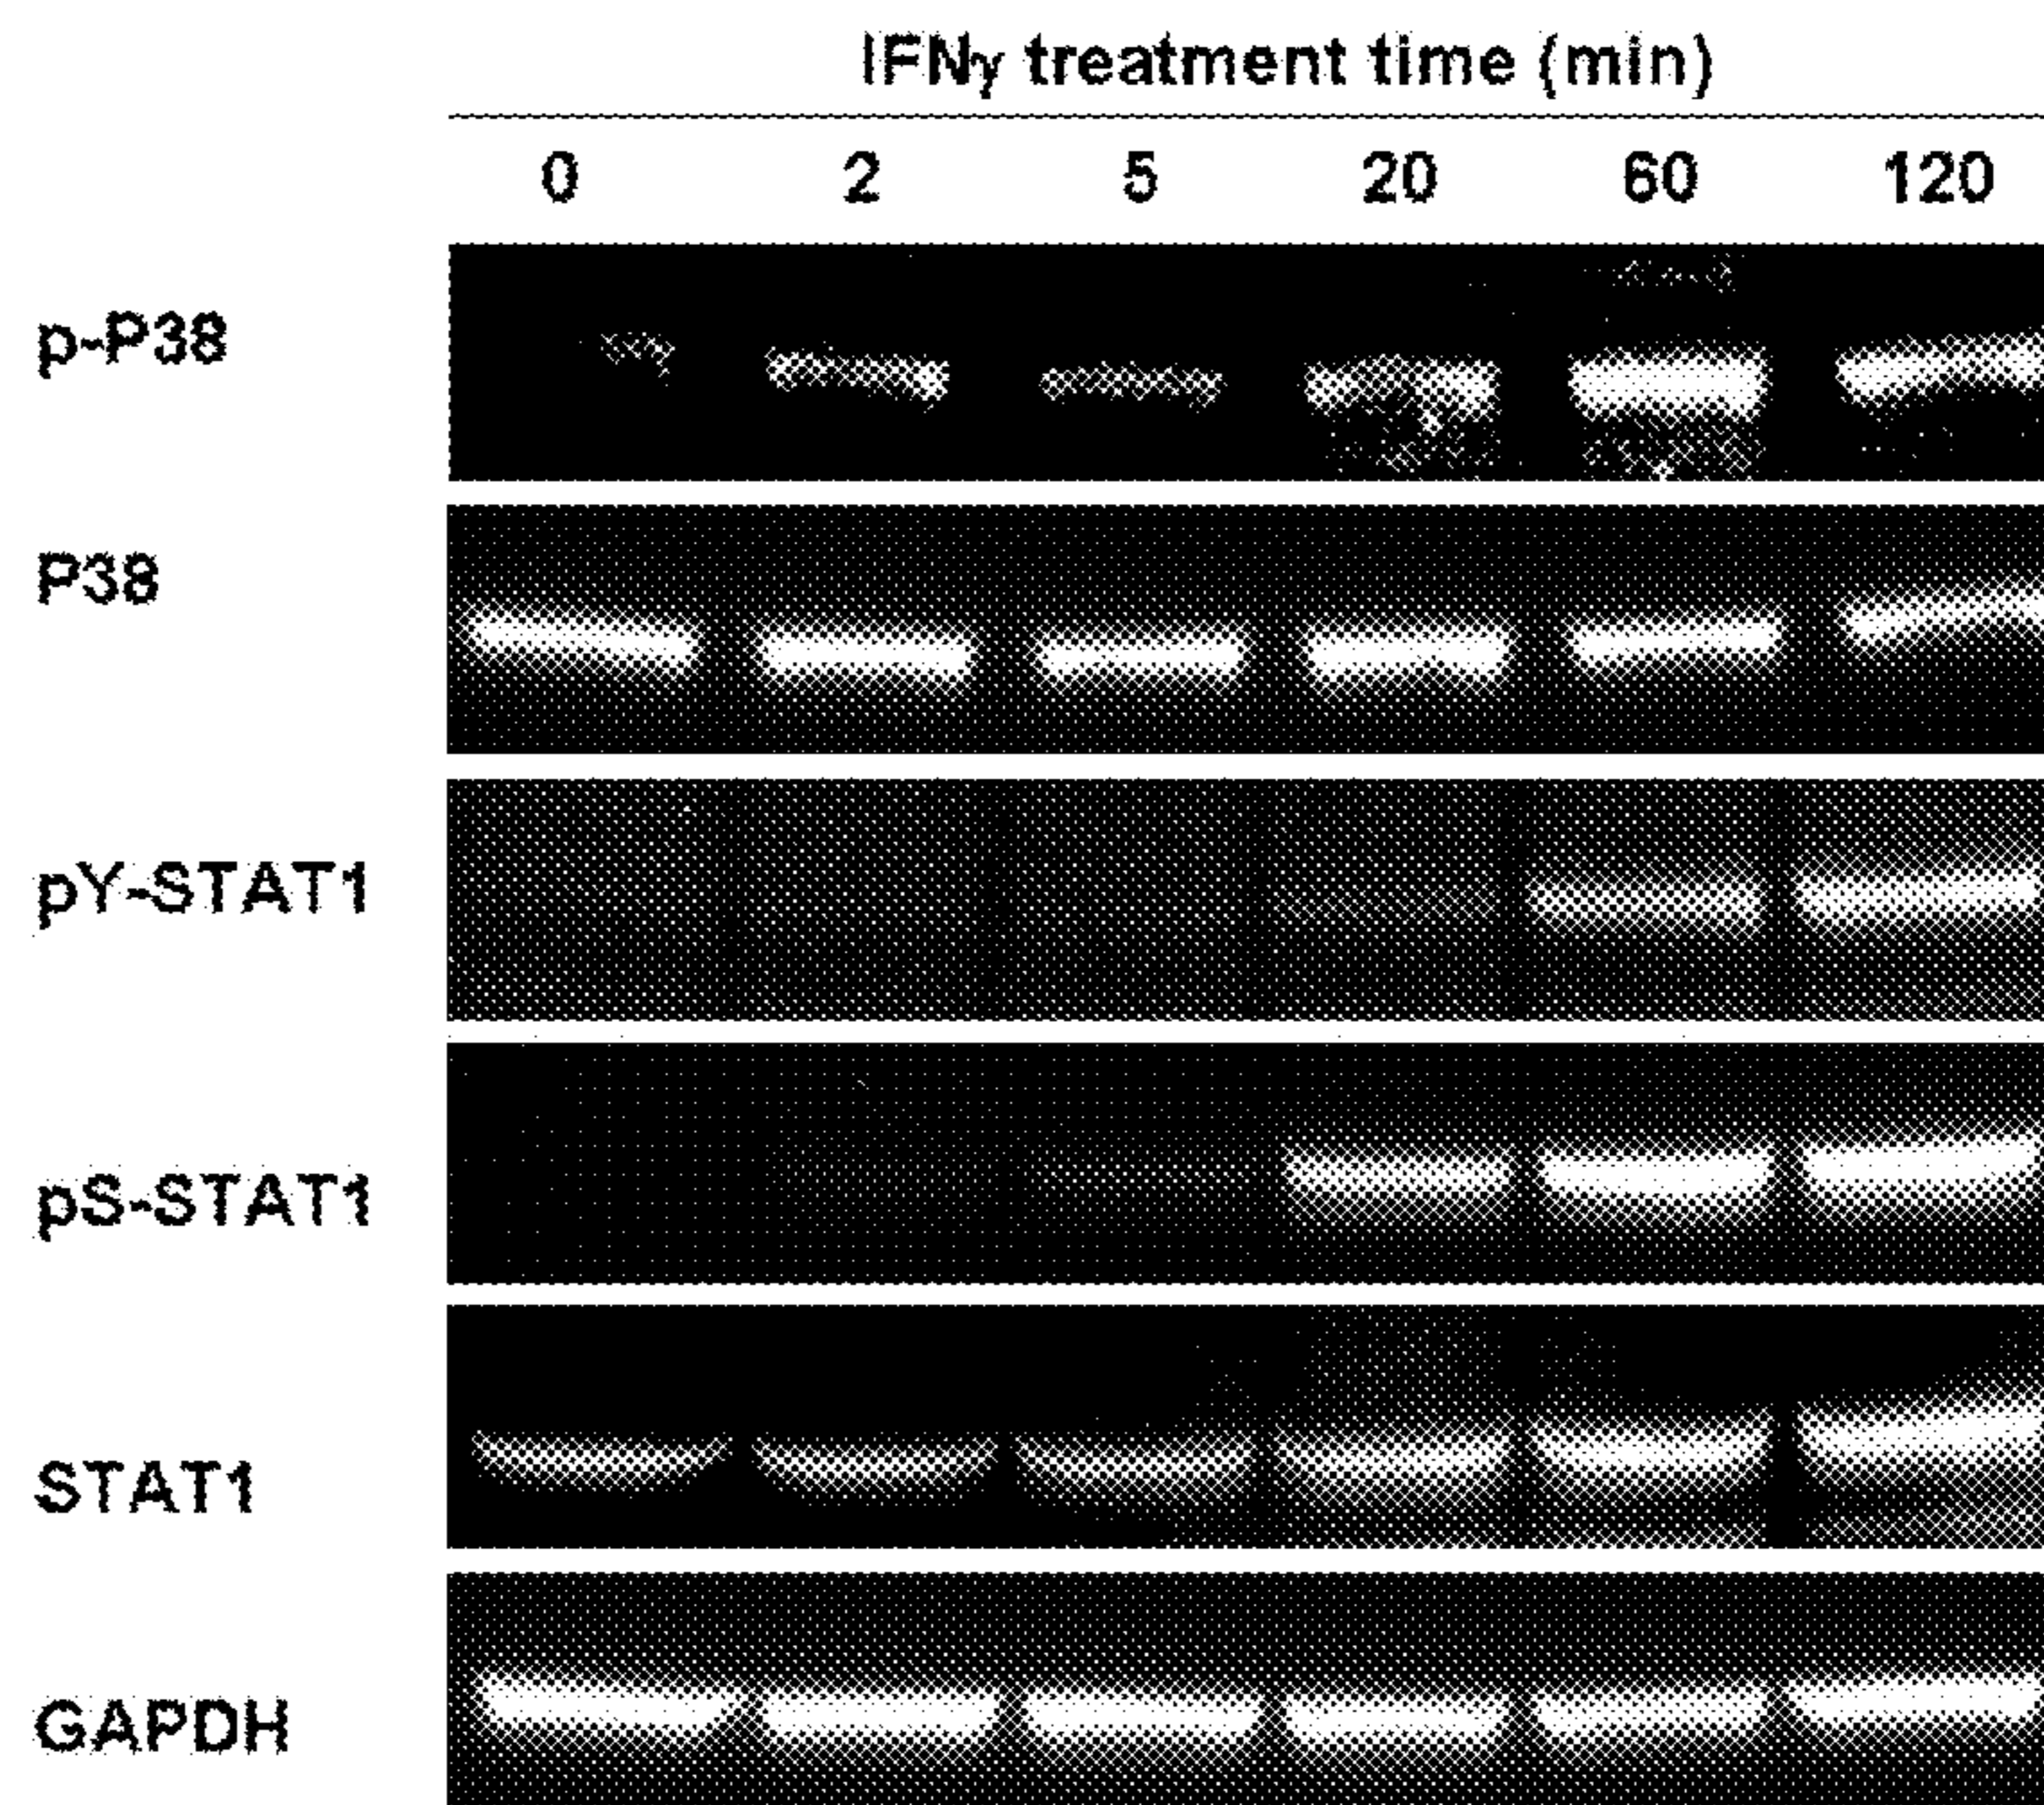 IFNγ treatment time (min)
0 2 5 20 60 120
p-P38
P38
pY-STAT1
pS-STAT1
STAT1
GAPDH